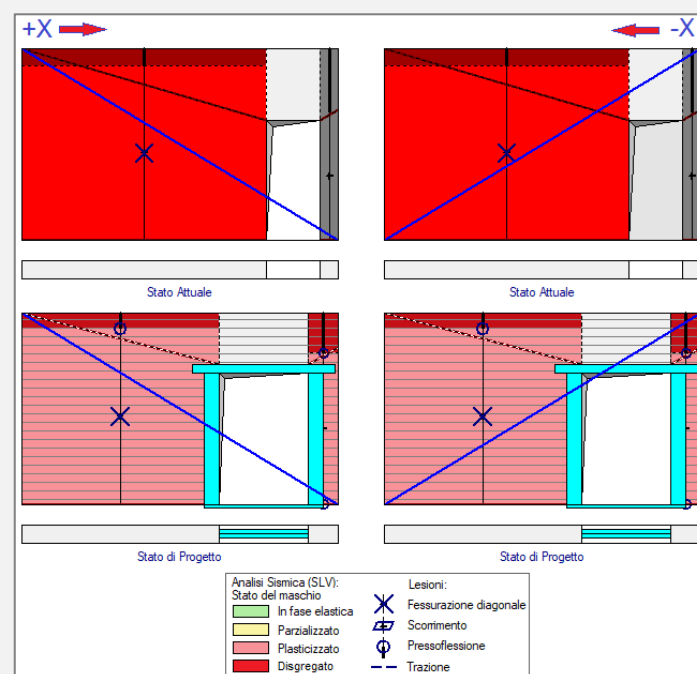 +X
-X
Stato Attuale
Stato Attuale
Stato di Progetto
Stato di Progetto
Analisi Sismica (SLV):
Stato del maschio
In fase elastica
Parzializzato
Plasticizzato
Disgregato
Lesioni:
Fessurazione diagonale
Scorrimento
Pressoflessione
Trazione